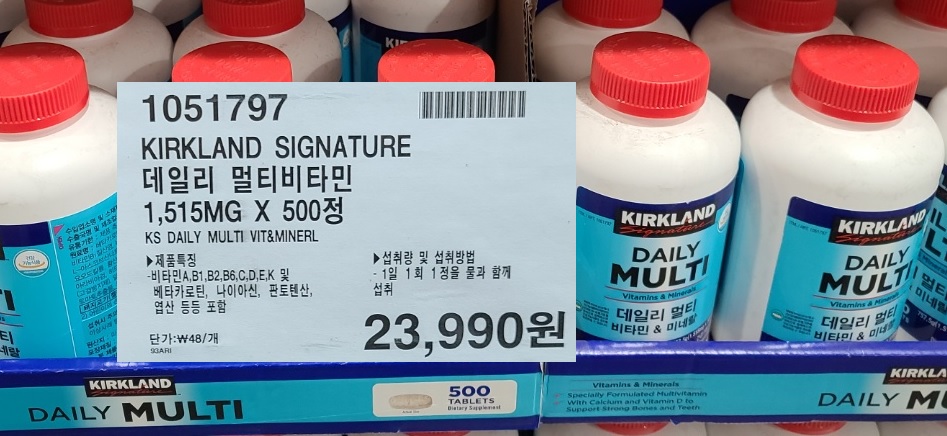 1051797
KIRKLAND SIGNATURE
데일리 멀티비타민
1,515MG X 500정
KS DAILY MULTI VIT&MINERL
▶제품특징
-비타민A,B1,B2,B6,C,D,E,K 및
베타카로틴, 나이아신, 판토텐산,
엽산 등등 포함
▶섭취량 및 섭취방법
- 1일 1회 1정을 물과 함께
섭취
단가:₩48/개
93ARI
23,990원
KIRKLAND
Signature
DAILY
MULTI
Vitamins & Minerals
데일리 멀티
비타민 & 미네랄
KIRKLAND
Signature
DAILY
MULTI
Vitamins & Minerals
데일리 멀티
비타민 & 미네랄
KIRKLAND
Signature
DAILY MULTI
500
TABLETS
Dietary Supplement
Vitamins & Minerals
Specially Formulated Multivitamin
With Calcium and Vitamin D to
Support Strong Bones and Teeth
DAILY MU